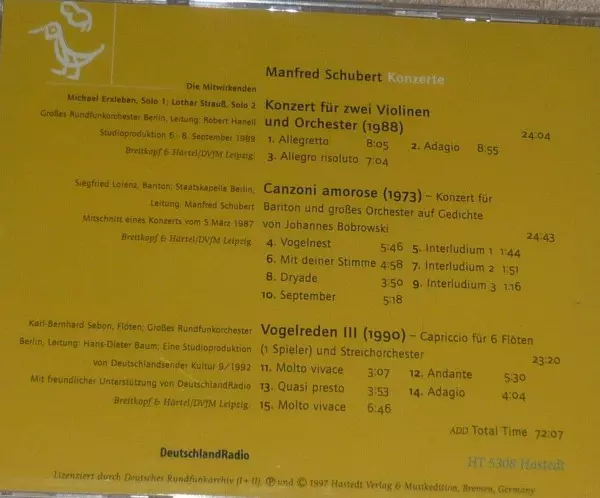 Manfred Schubert Konzerte
Die Mitwirkenden
Michael Erxleben, Solo 1; Lothar Strauß, Solo 2
Großes Rundfunkorchester Berlin, Leitung: Robert Hanell
Studioproduktion 6.- 8. September 1989
Breitkopf & Härtel/DVfM Leipzig.
Konzert für zwei Violinen
und Orchester (1988) 24:04
1. Allegretto 8:05 2. Adagio 8:55
3. Allegro risoluto 7:04
Siegfried Lorenz, Bariton; Staatskapelle Berlin,
Leitung: Manfred Schubert
Mitschnitt eines Konzerts vom 5.März 1987
Breitkopf & Härtel/DVfM Leipzig.
Canzoni amorose (1973) – Konzert für
Bariton und großes Orchester auf Gedichte
von Johannes Bobrowski 24:43
4. Vogelnest 5:46 5. Interludium 1 1:44
6. Mit deiner Stimme 4:58 7. Interludium 2 1:51
8. Dryade 3:50 9. Interludium 3 1:16
10. September 5:18
Karl-Bernhard Sebon, Flöten; Großes Rundfunkorchester
Berlin, Leitung: Hans-Dieter Baum; Eine Studioproduktion
von Deutschlandsender Kultur 9/1992
Mit freundlicher Unterstützung von DeutschlandRadio
Breitkopf & Härtel/DVfM Leipzig.
Vogelreden III (1990) – Capriccio für 6 Flöten
(1 Spieler) und Streichorchester 23:20
11. Molto vivace 3:07 12. Andante 5:30
13. Quasi presto 3:53 14. Adagio 4:04
15. Molto vivace 6:46
ADD Total Time 72:07
DeutschlandRadio
HT 5308 Hastedt
Lizenziert durch Deutsches Rundfunkarchiv (I + II). Ⓟ und © 1997 Hastedt Verlag & Musikedition, Bremen, Germany